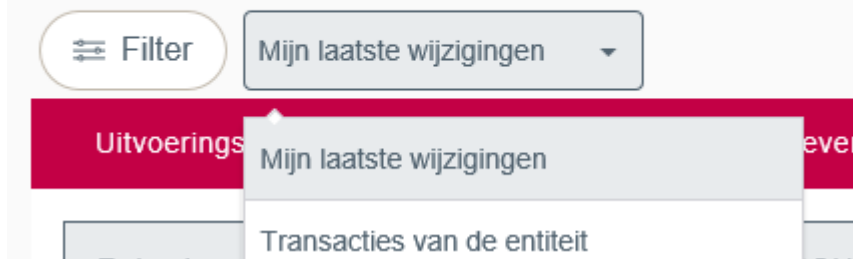 Filter
Mijn laatste wijzigingen
Uitvoerings
Mijn laatste wijzigingen
Transacties van de entiteit